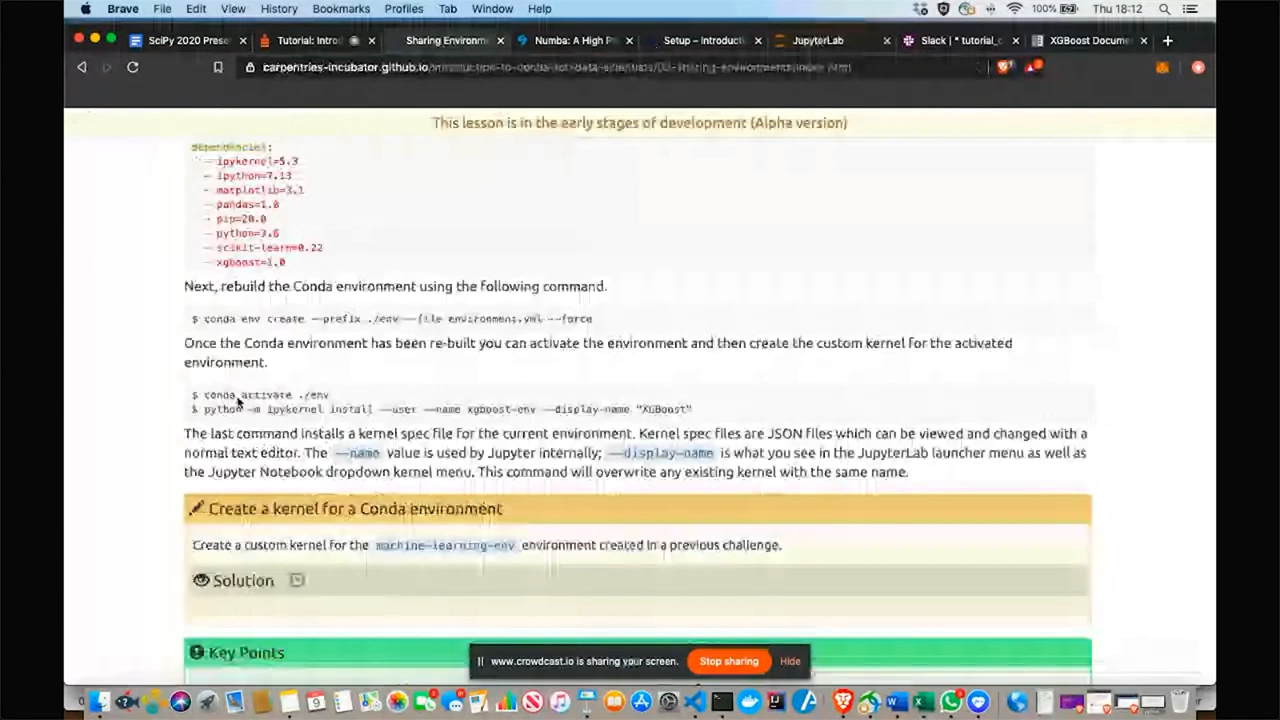 Brave File Edit View History Bookmarks Profiles Tab Window Help 100% Thu 18:12
SciPy 2020 Prese Tutorial: Intro Sharing Environme Numba: A High P Setup – Introducti JupyterLab Slack | * tutorial_c XGBoost Docume
carpentries-incubator.github.io
This lesson is in the early stages of development (Alpha version)
dependencies:
- ipykernel=5.3
- ipython=7.13
- matplotlib=3.1
- pandas=1.0
- pip=20.0
- python=3.6
- scikit-learn=0.22
- xgboost=1.0
Next, rebuild the Conda environment using the following command.
$ conda env create --prefix ./env --file environment.yml --force
Once the Conda environment has been re-built you can activate the environment and then create the custom kernel for the activated
environment.
$ conda activate ./env
$ python -m ipykernel install --user --name xgboost-env --display-name "XGBoost"
The last command installs a kernel spec file for the current environment. Kernel spec files are JSON files which can be viewed and changed with a
normal text editor. The --name value is used by Jupyter internally; --display-name is what you see in the JupyterLab launcher menu as well as
the Jupyter Notebook dropdown kernel menu. This command will overwrite any existing kernel with the same name.
Create a kernel for a Conda environment
Create a custom kernel for the machine-learning-env environment created in a previous challenge.
Solution
Key Points
www.crowdcast.io is sharing your screen. Stop sharing Hide